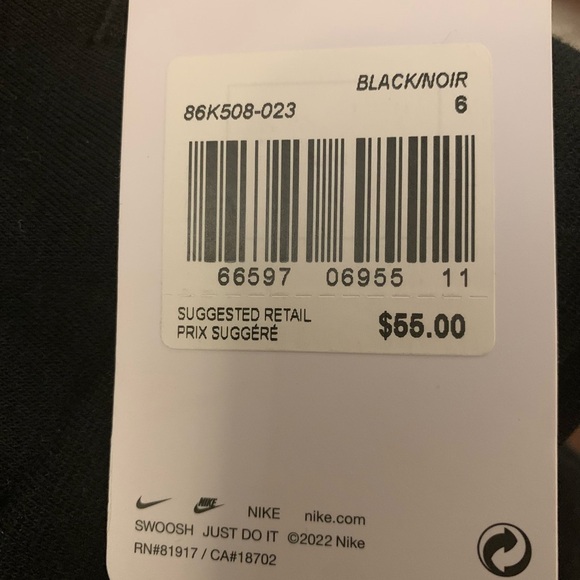 BLACK/NOIR
86K508-023 6
66597 06955 11
SUGGESTED RETAIL
PRIX SUGGÉRÉ $55.00
NIKE NIKE nike.com
SWOOSH JUST DO IT ©2022 Nike
RN#81917 / CA#18702